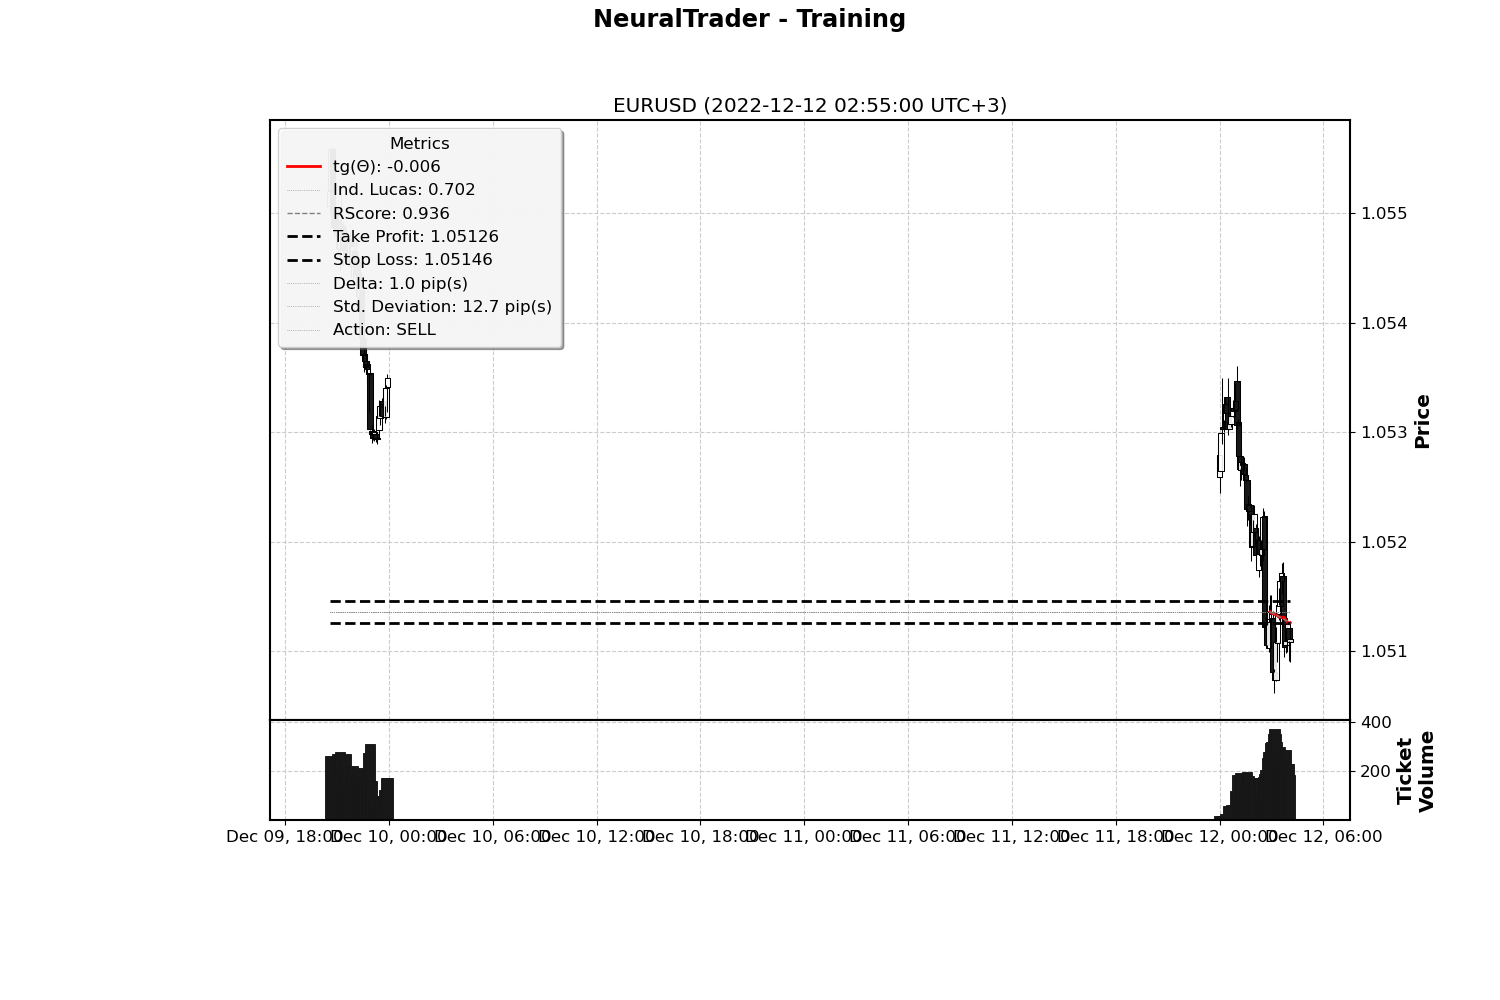 NeuralTrader - Training
EURUSD (2022-12-12 02:55:00 UTC+3)
Metrics
tg(Θ): -0.006
Ind. Lucas: 0.702
RScore: 0.936
Take Profit: 1.05126
Stop Loss: 1.05146
Delta: 1.0 pip(s)
Std. Deviation: 12.7 pip(s)
Action: SELL
1.055
1.054
1.053
1.052
1.051
Price
400
200
Ticket
Volume
Dec 09, 18:00
Dec 10, 00:00
Dec 10, 06:00
Dec 10, 12:00
Dec 10, 18:00
Dec 11, 00:00
Dec 11, 06:00
Dec 11, 12:00
Dec 11, 18:00
Dec 12, 00:00
Dec 12, 06:00